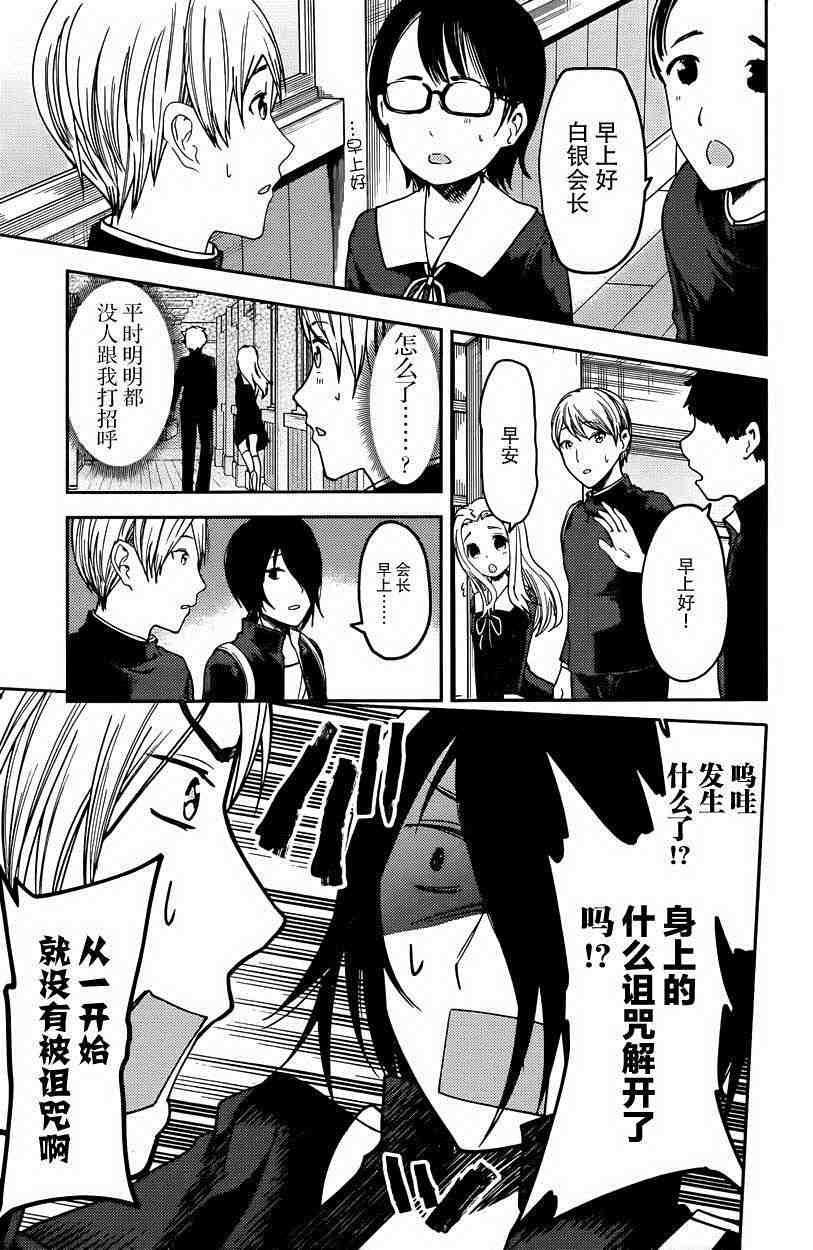 早上好
白银会长
…早上好
早安
早上好！
怎么了……？
平时明明都
没人跟我打招呼
会长
早上……
呜哇
发生
什么了!?
身上的
什么诅咒解开了
吗!?
从一开始
就没有被诅咒啊